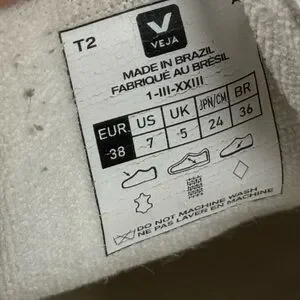 T2
VEJA
MADE IN BRAZIL
FABRIQUÉ AU BRÉSIL
1-III-XXIII
EUR US UK JPN/CM BR
38 7 5 24 36
DO NOT MACHINE WASH
NE PAS LAVER EN MACHINE